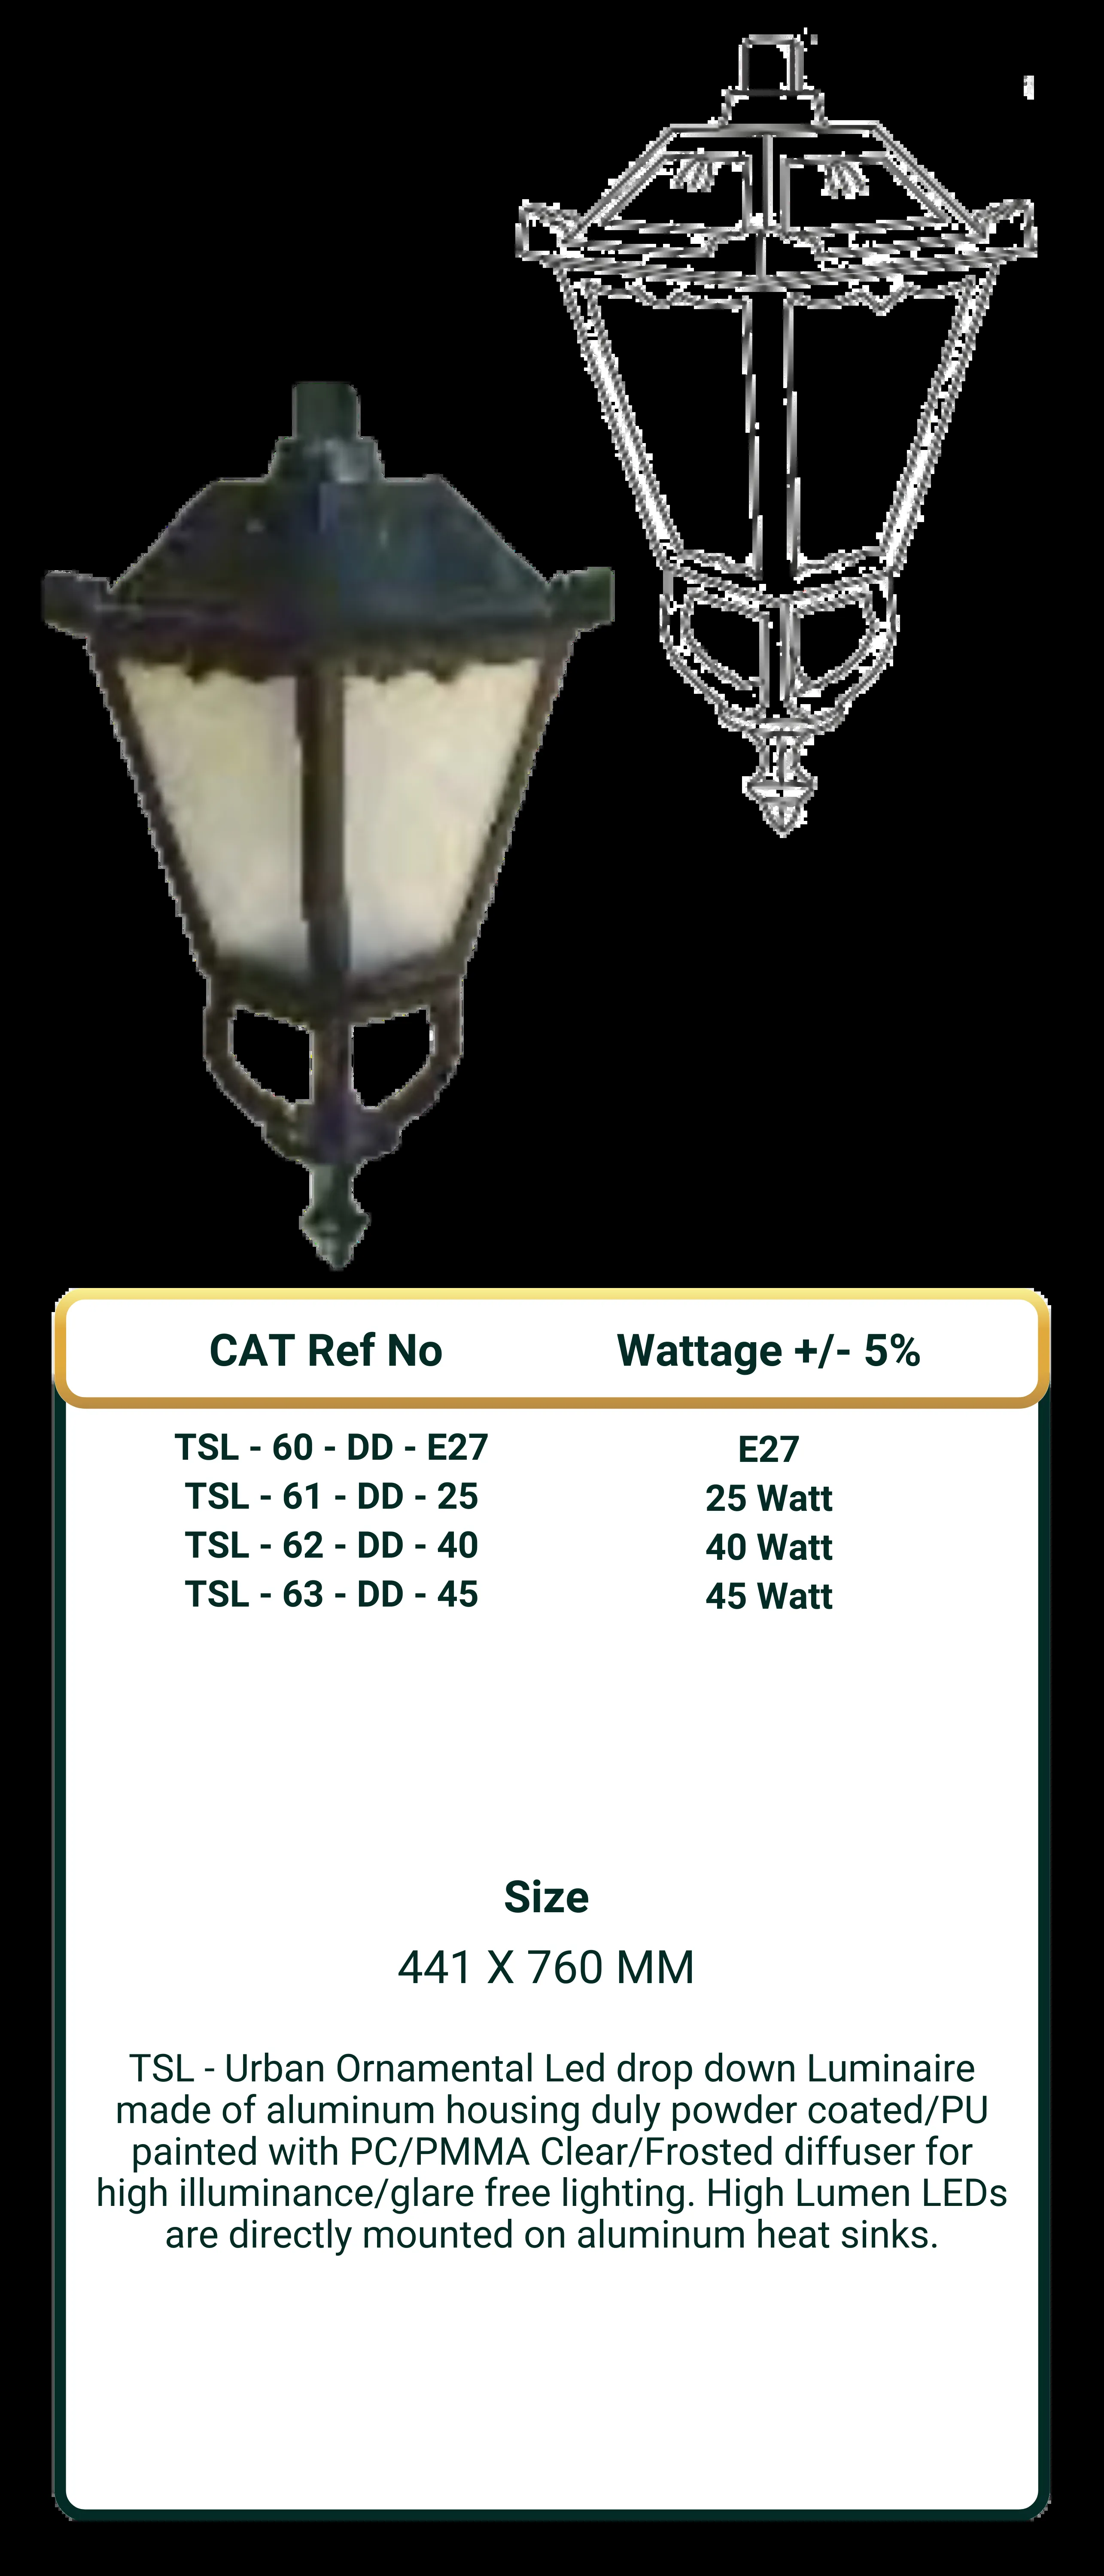 CAT Ref No Wattage +/- 5%
TSL - 60 - DD - E27 E27
TSL - 61 - DD - 25 25 Watt
TSL - 62 - DD - 40 40 Watt
TSL - 63 - DD - 45 45 Watt
Size
441 X 760 MM
TSL - Urban Ornamental Led drop down Luminaire
made of aluminum housing duly powder coated/PU
painted with PC/PMMA Clear/Frosted diffuser for
high illuminance/glare free lighting. High Lumen LEDs
are directly mounted on aluminum heat sinks.